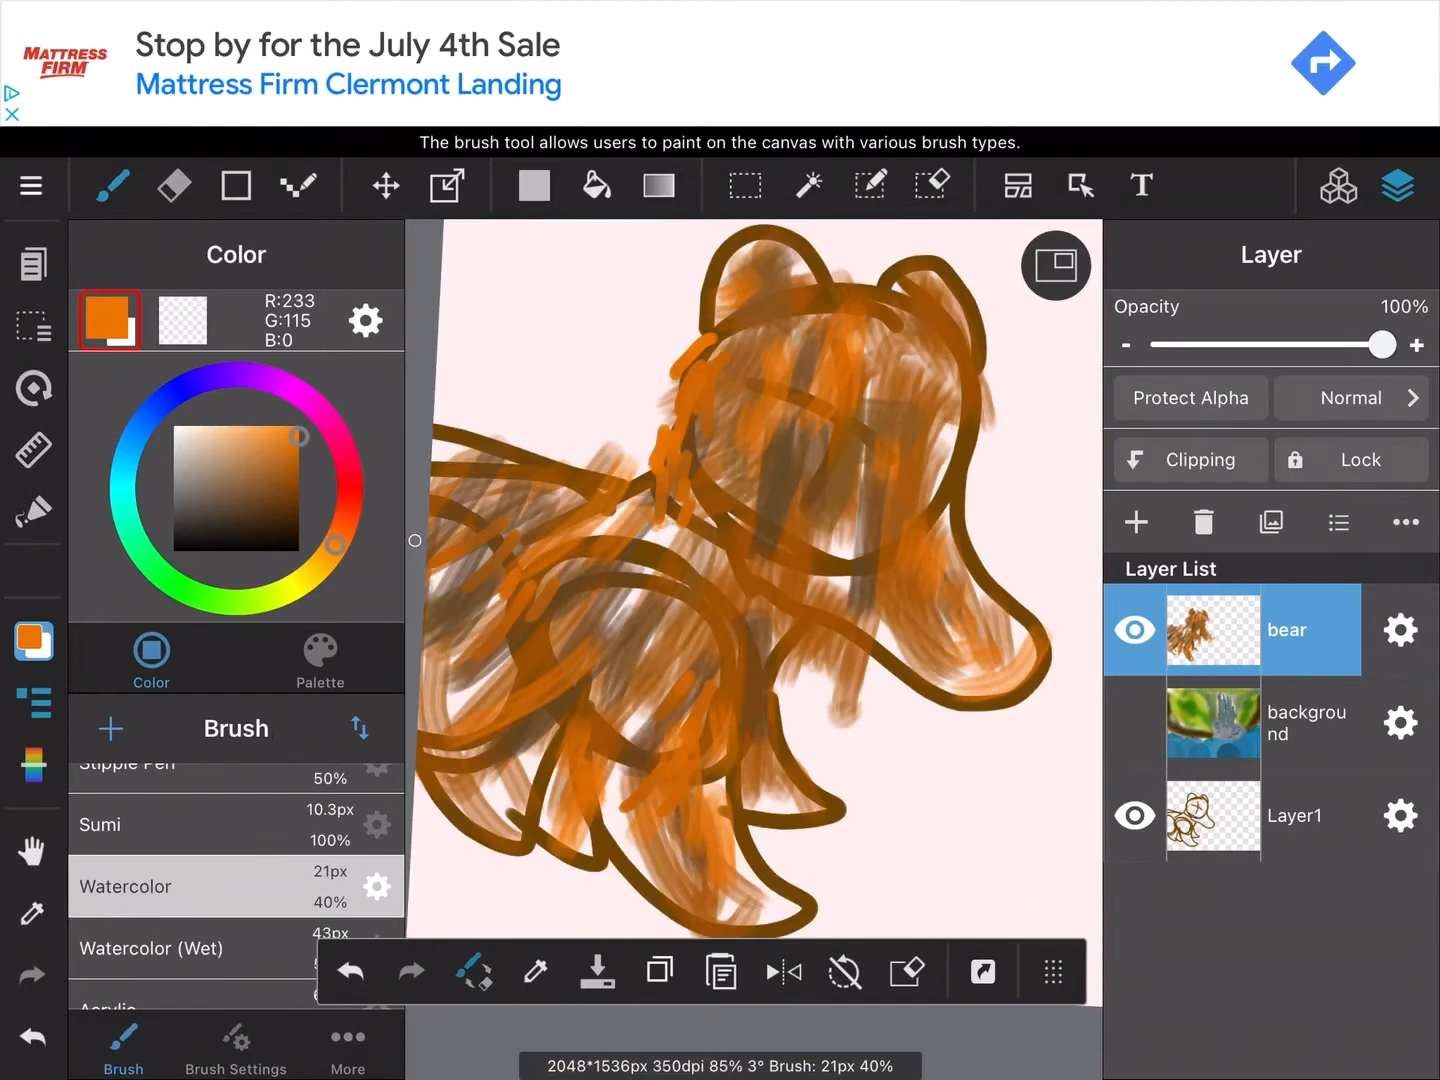 MATTRESS
FIRM
Stop by for the July 4th Sale
Mattress Firm Clermont Landing
The brush tool allows users to paint on the canvas with various brush types.
T
Color
R:233
G:115
B:0
Color
Palette
Brush
Stipple Pen
50%
Sumi
10.3px
100%
Watercolor
21px
40%
Watercolor (Wet)
43px
Acrylic
Brush
Brush Settings
More
2048*1536px 350dpi 85% 3° Brush: 21px 40%
Layer
Opacity
100%
-
+
Protect Alpha
Normal
Clipping
Lock
Layer List
bear
backgrou
nd
Layer1